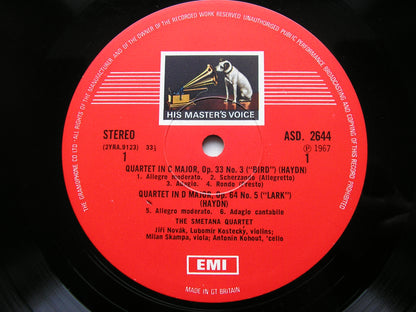 ALL RIGHTS OF THE MANUFACTURER AND OF THE OWNER OF THE RECORDED WORK RESERVED UNAUTHORISED PUBLIC PERFORMANCE BROADCASTING AND COPYING OF THIS RECORD PROHIBITED
THE GRAMOPHONE CO LTD
HIS MASTER'S VOICE
STEREO
ASD. 2644
(2YRA.9123) 33⅓
℗ 1967
1
1
QUARTET IN C MAJOR, Op. 33 No. 3 ("BIRD") (HAYDN)
1. Allegro moderato. 2. Scherzando (Allegretto)
3. Adagio. 4. Rondo (Presto)
QUARTET IN D MAJOR, Op. 64 No. 5 ("LARK")
(HAYDN)
5. Allegro moderato. 6. Adagio cantabile
THE SMETANA QUARTET
Jiří Novák, Lubomir Kostecký, violins;
Milan Skampa, viola; Antonin Kohout, 'cello
EMI
MADE IN GT BRITAIN